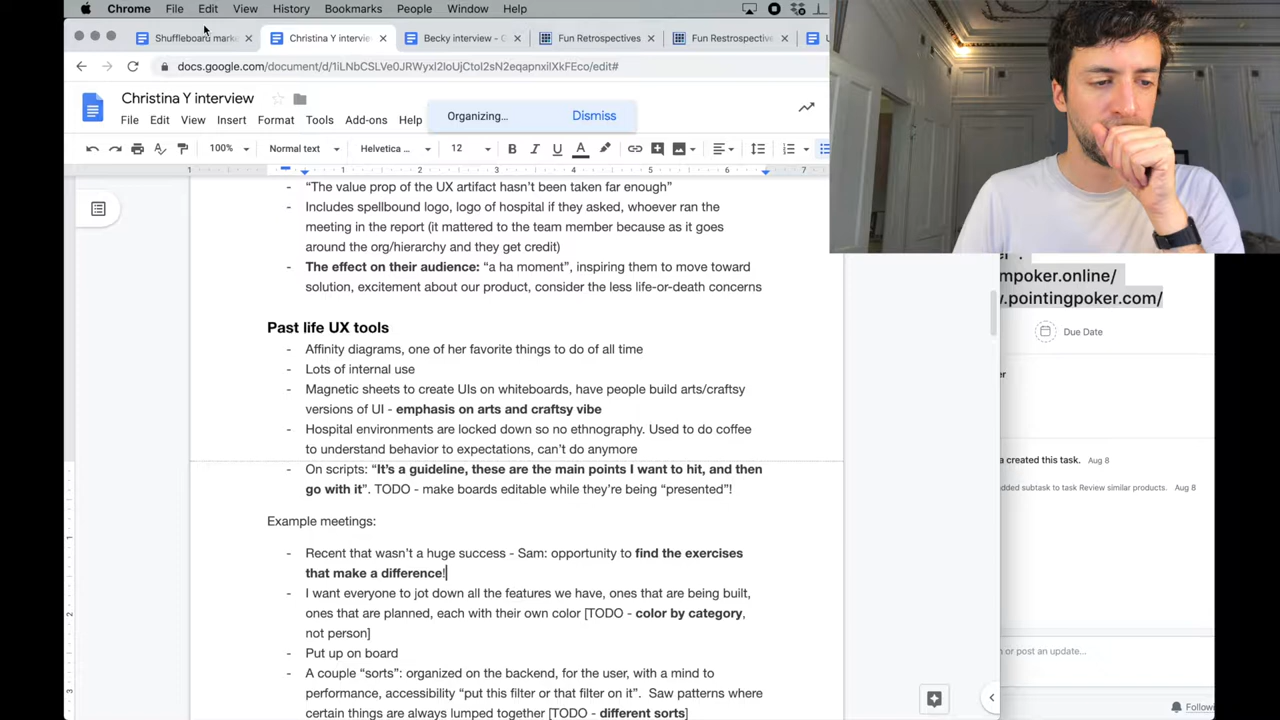 Chrome File Edit View History Bookmarks People Window Help
Shuffleboard mark Christina Y intervie Becky interview - G Fun Retrospectives Fun Retrospective
docs.google.com/document/d/
Christina Y interview
File Edit View Insert Format Tools Add-ons Help
Organizing… Dismiss
100% Normal text Helvetica ... 12 B I U A
1 1 2 3 4 5 6 7
- “The value prop of the UX artifact hasn’t been taken far enough”
- Includes spellbound logo, logo of hospital if they asked, whoever ran the
meeting in the report (it mattered to the team member because as it goes
around the org/hierarchy and they get credit)
- The effect on their audience: “a ha moment”, inspiring them to move toward
solution, excitement about our product, consider the less life-or-death concerns
Past life UX tools
- Affinity diagrams, one of her favorite things to do of all time
- Lots of internal use
- Magnetic sheets to create UIs on whiteboards, have people build arts/craftsy
versions of UI - emphasis on arts and craftsy vibe
- Hospital environments are locked down so no ethnography. Used to do coffee
to understand behavior to expectations, can’t do anymore
- On scripts: “It’s a guideline, these are the main points I want to hit, and then
go with it”. TODO - make boards editable while they’re being “presented”!
Example meetings:
- Recent that wasn’t a huge success - Sam: opportunity to find the exercises
that make a difference!
- I want everyone to jot down all the features we have, ones that are being built,
ones that are planned, each with their own color [TODO - color by category,
not person]
- Put up on board
- A couple “sorts”: organized on the backend, for the user, with a mind to
performance, accessibility “put this filter or that filter on it”. Saw patterns where
certain things are always lumped together [TODO - different sorts]
1
2
3
mpoker.online/
.pointingpoker.com/
Due Date
er
a created this task. Aug 8
added subtask to task Review similar products. Aug 8
n or post an update...
Followi